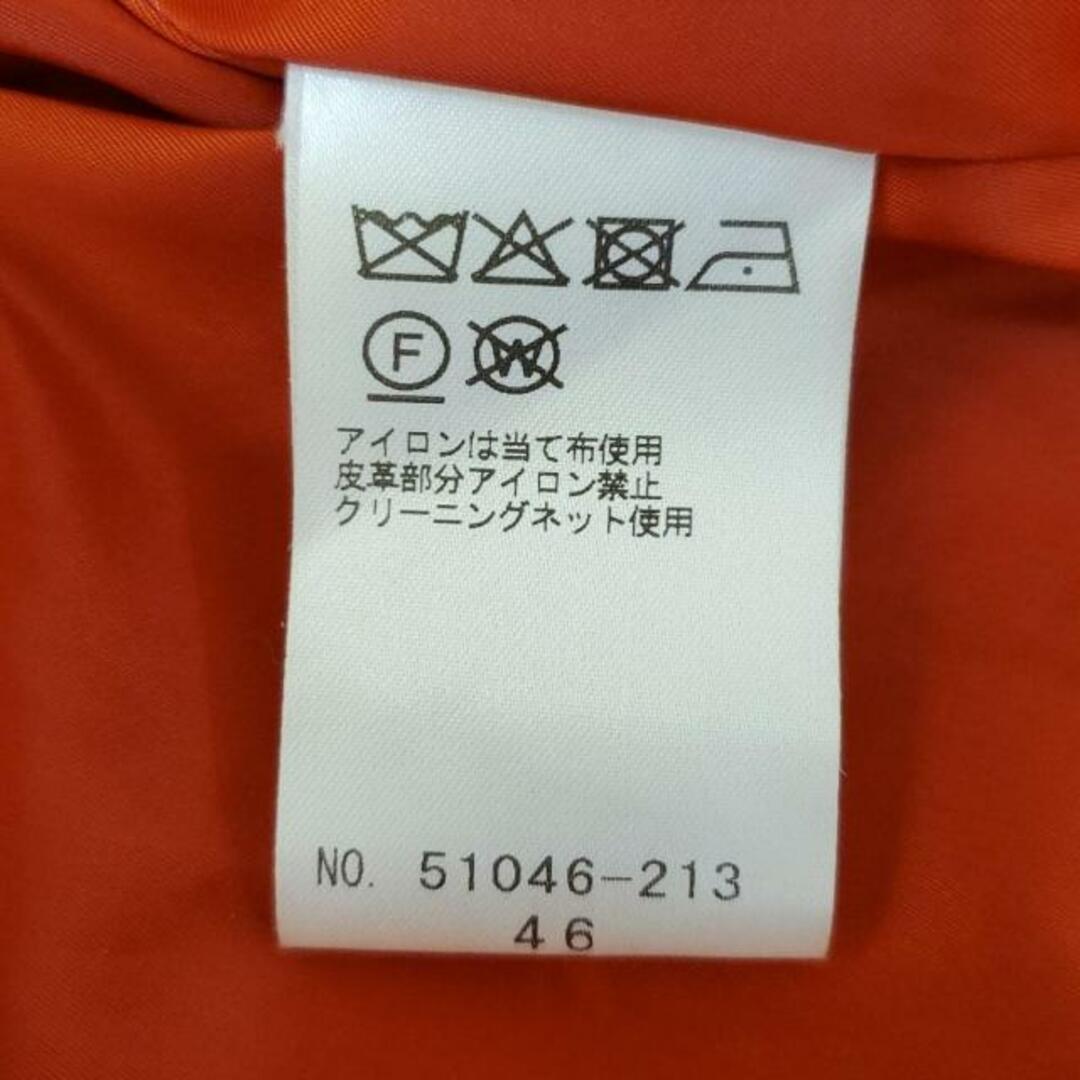 F W
アイロンは当て布使用
皮革部分アイロン禁止
クリーニングネット使用
NO. 51046-213
46